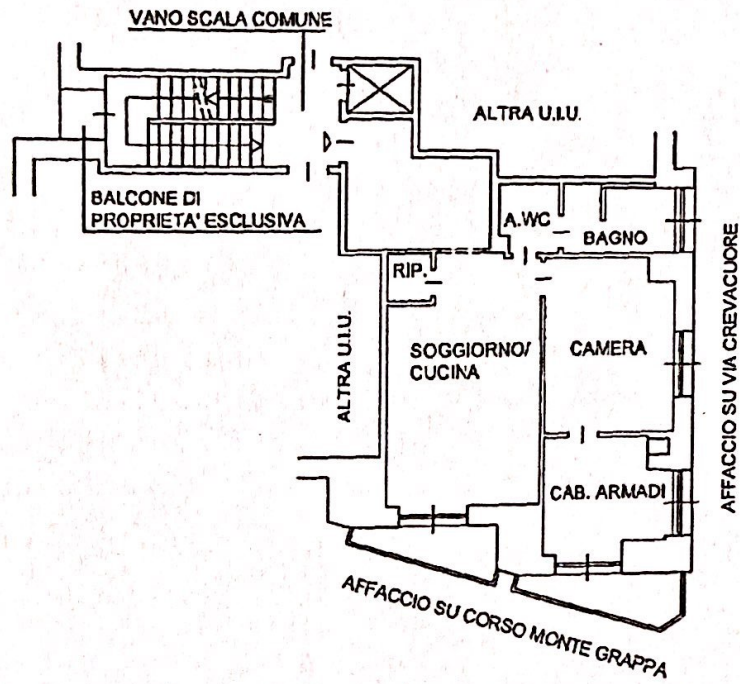 VANO SCALA COMUNE
ALTRA U.I.U.
BALCONE DI
PROPRIETA' ESCLUSIVA
A.WC
BAGNO
RIP.
SOGGIORNO/
CUCINA
CAMERA
ALTRA U.I.U.
CAB. ARMADI
AFFACCIO SU VIA CREVACUORE
AFFACCIO SU CORSO MONTE GRAPPA